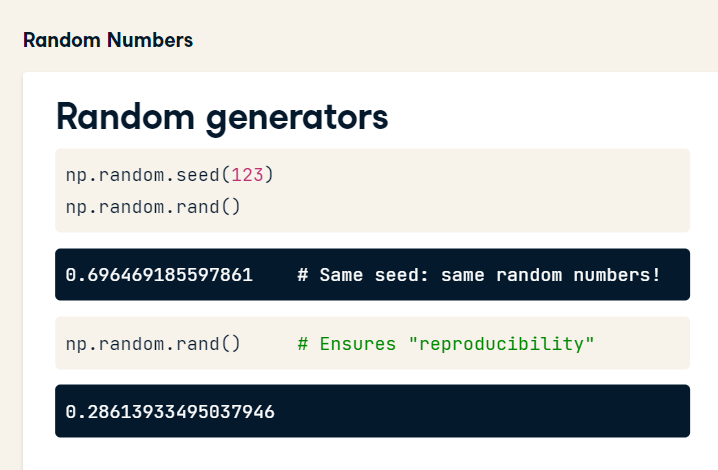 Random Numbers
Random generators
np.random.seed(123)
np.random.rand()
0.696469185597861    # Same seed: same random numbers!
np.random.rand()     # Ensures "reproducibility"
0.28613933495037946